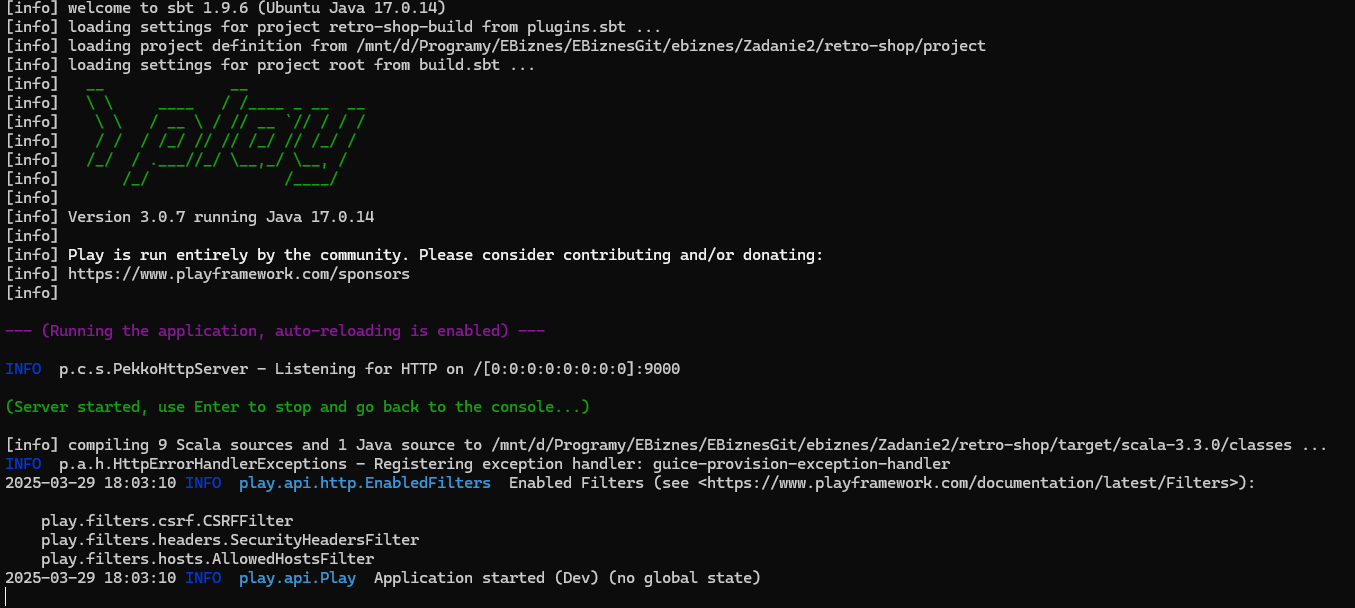 [info] welcome to sbt 1.9.6 (Ubuntu Java 17.0.14)
[info] loading settings for project retro-shop-build from plugins.sbt ...
[info] loading project definition from /mnt/d/Programy/EBiznes/EBiznesGit/ebiznes/Zadanie2/retro-shop/project
[info] loading settings for project root from build.sbt ...
[info]   __              __
[info]   \ \     ____   / /____ _ __  __
[info]    \ \   / __ \ / // __ `// / / /
[info]    / /  / /_/ // // /_/ // /_/ /
[info]   /_/  / .___//_/ \__,_/ \__, /
[info]       /_/               /____/
[info]
[info] Version 3.0.7 running Java 17.0.14
[info]
[info] Play is run entirely by the community. Please consider contributing and/or donating:
[info] https://www.playframework.com/sponsors
[info]
--- (Running the application, auto-reloading is enabled) ---
INFO  p.c.s.PekkoHttpServer - Listening for HTTP on /[0:0:0:0:0:0:0:0]:9000
(Server started, use Enter to stop and go back to the console...)
[info] compiling 9 Scala sources and 1 Java source to /mnt/d/Programy/EBiznes/EBiznesGit/ebiznes/Zadanie2/retro-shop/target/scala-3.3.0/classes ...
INFO  p.a.h.HttpErrorHandlerExceptions - Registering exception handler: guice-provision-exception-handler
2025-03-29 18:03:10 INFO  play.api.http.EnabledFilters  Enabled Filters (see <https://www.playframework.com/documentation/latest/Filters>):
    play.filters.csrf.CSRFFilter
    play.filters.headers.SecurityHeadersFilter
    play.filters.hosts.AllowedHostsFilter
2025-03-29 18:03:10 INFO  play.api.Play  Application started (Dev) (no global state)